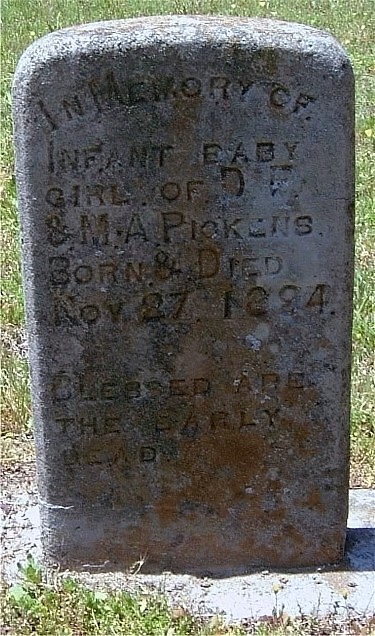 In Memory of
Infant baby
girl of D F
& M. A. Pickens.
Born & Died
Nov 27, 1894.
Blessed are
the early
dead.